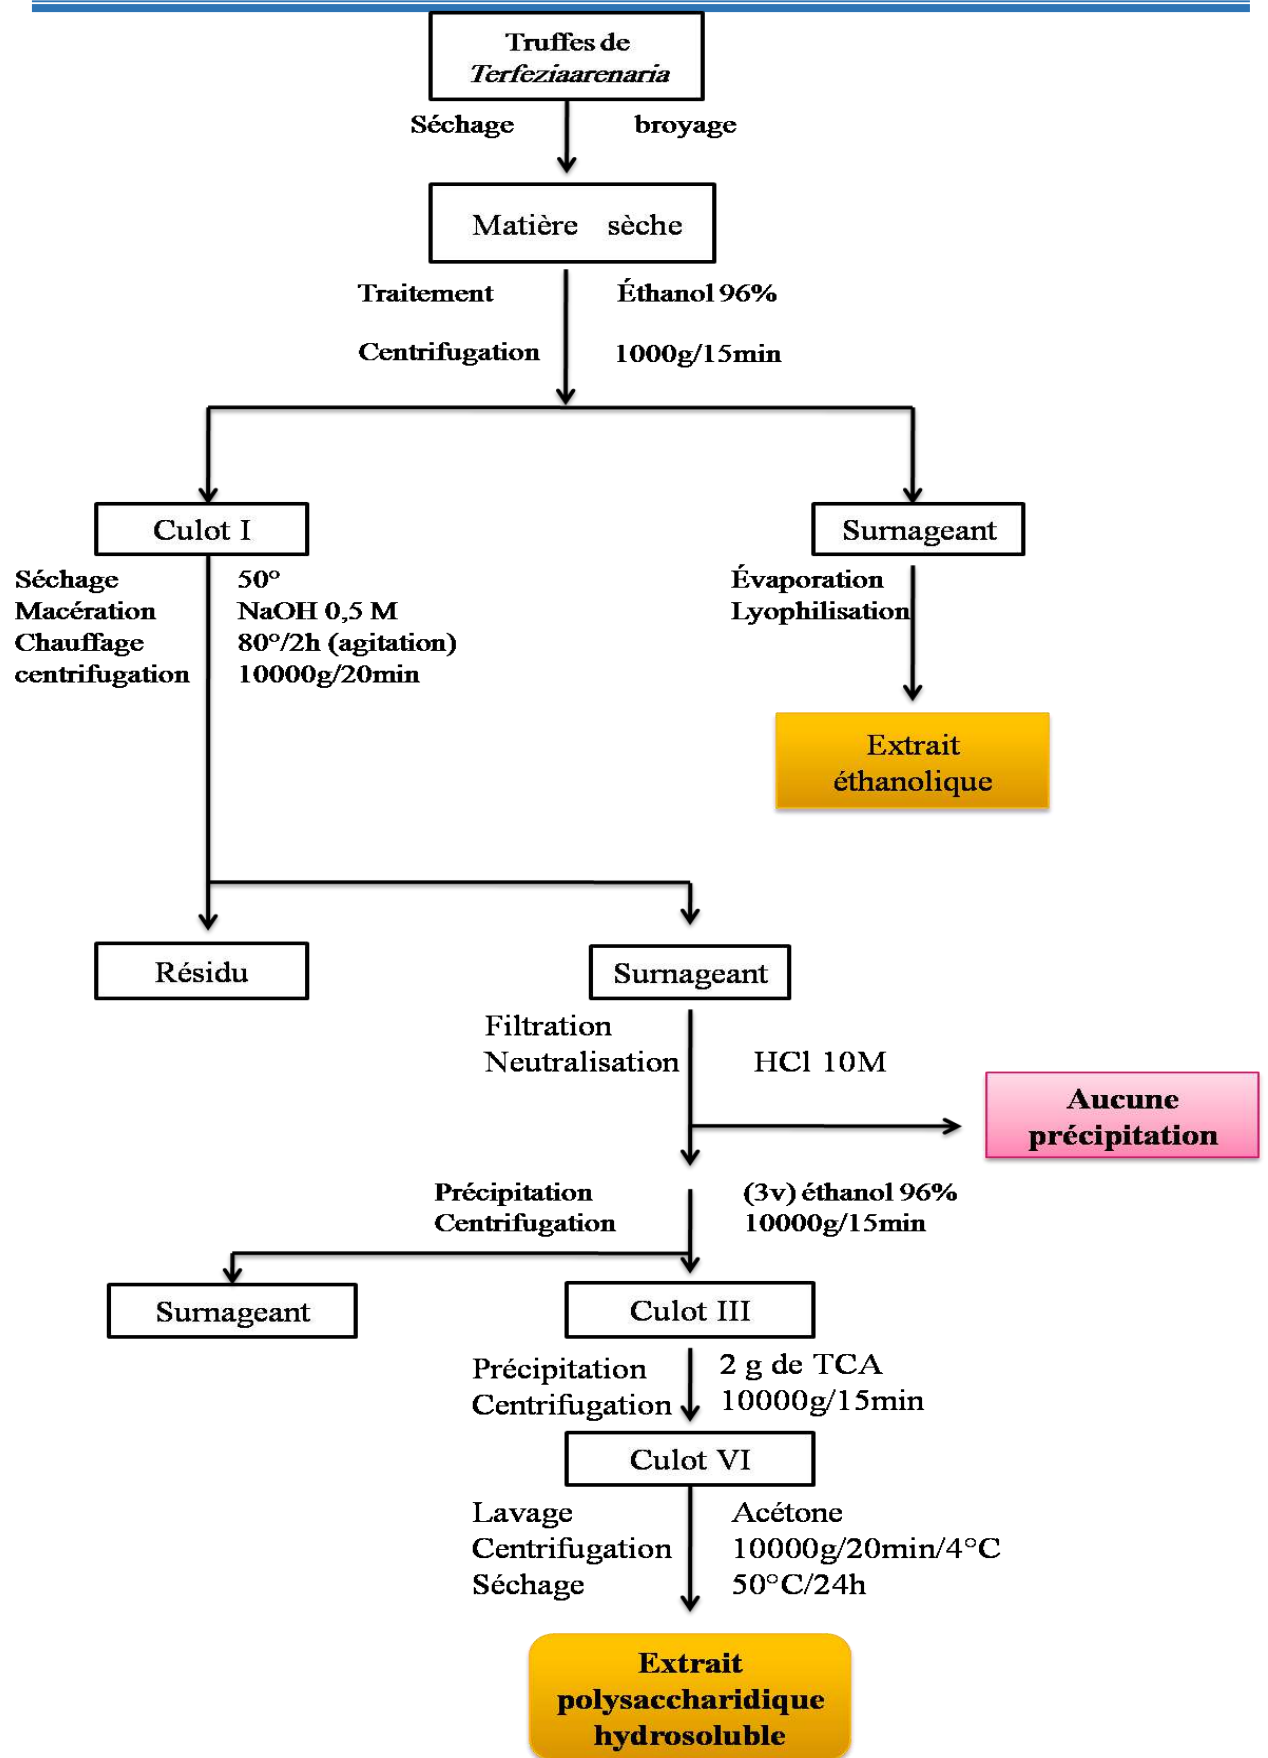 Truffes de
Terfeziaarenaria
Séchage broyage
Matière sèche
Traitement Éthanol 96%
Centrifugation 1000g/15min
Culot I
Surnageant
Séchage 50°
Macération NaOH 0,5 M
Chauffage 80°/2h (agitation)
centrifugation 10000g/20min
Évaporation
Lyophilisation
Extrait
éthanolique
Résidu
Surnageant
Filtration
Neutralisation HCl 10M
Aucune
précipitation
Précipitation (3v) éthanol 96%
Centrifugation 10000g/15min
Surnageant
Culot III
Précipitation 2 g de TCA
Centrifugation 10000g/15min
Culot VI
Lavage Acétone
Centrifugation 10000g/20min/4°C
Séchage 50°C/24h
Extrait
polysaccharidique
hydrosoluble